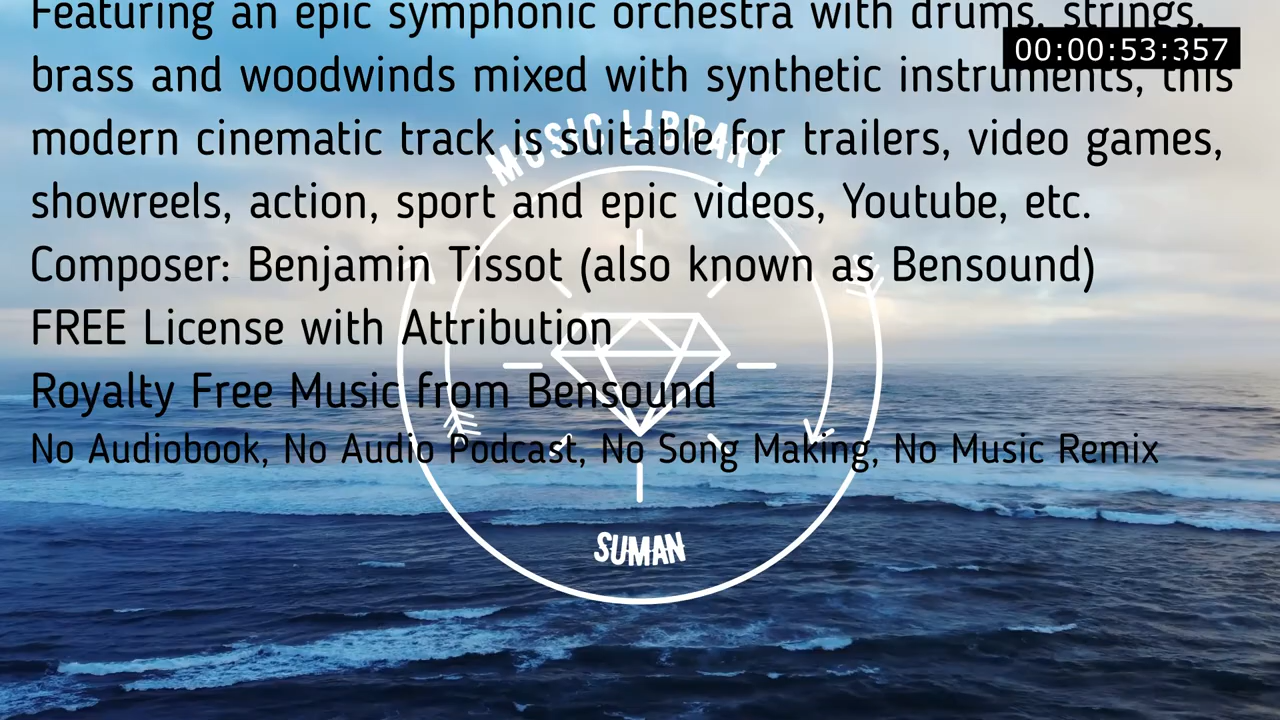 Featuring an epic symphonic orchestra with drums, strings,
00:00:53:357
brass and woodwinds mixed with synthetic instruments, this
MUSIC LIBRARY
modern cinematic track is suitable for trailers, video games,
showreels, action, sport and epic videos, Youtube, etc.
Composer: Benjamin Tissot (also known as Bensound)
FREE License with Attribution
Royalty Free Music from Bensound
No Audiobook, No Audio Podcast, No Song Making, No Music Remix
SUMAN